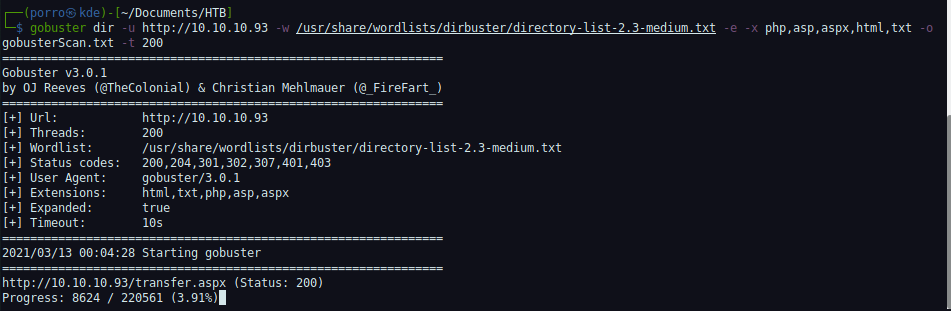 ┌──(porro㉿kde)-[~/Documents/HTB]
└─$ gobuster dir -u http://10.10.10.93 -w /usr/share/wordlists/dirbuster/directory-list-2.3-medium.txt -e -x php,asp,aspx,html,txt -o
gobusterScan.txt -t 200
===============================================================
Gobuster v3.0.1
by OJ Reeves (@TheColonial) & Christian Mehlmauer (@_FireFart_)
===============================================================
[+] Url:            http://10.10.10.93
[+] Threads:        200
[+] Wordlist:       /usr/share/wordlists/dirbuster/directory-list-2.3-medium.txt
[+] Status codes:   200,204,301,302,307,401,403
[+] User Agent:     gobuster/3.0.1
[+] Extensions:     html,txt,php,asp,aspx
[+] Expanded:       true
[+] Timeout:        10s
===============================================================
2021/03/13 00:04:28 Starting gobuster
===============================================================
http://10.10.10.93/transfer.aspx (Status: 200)
Progress: 8624 / 220561 (3.91%)